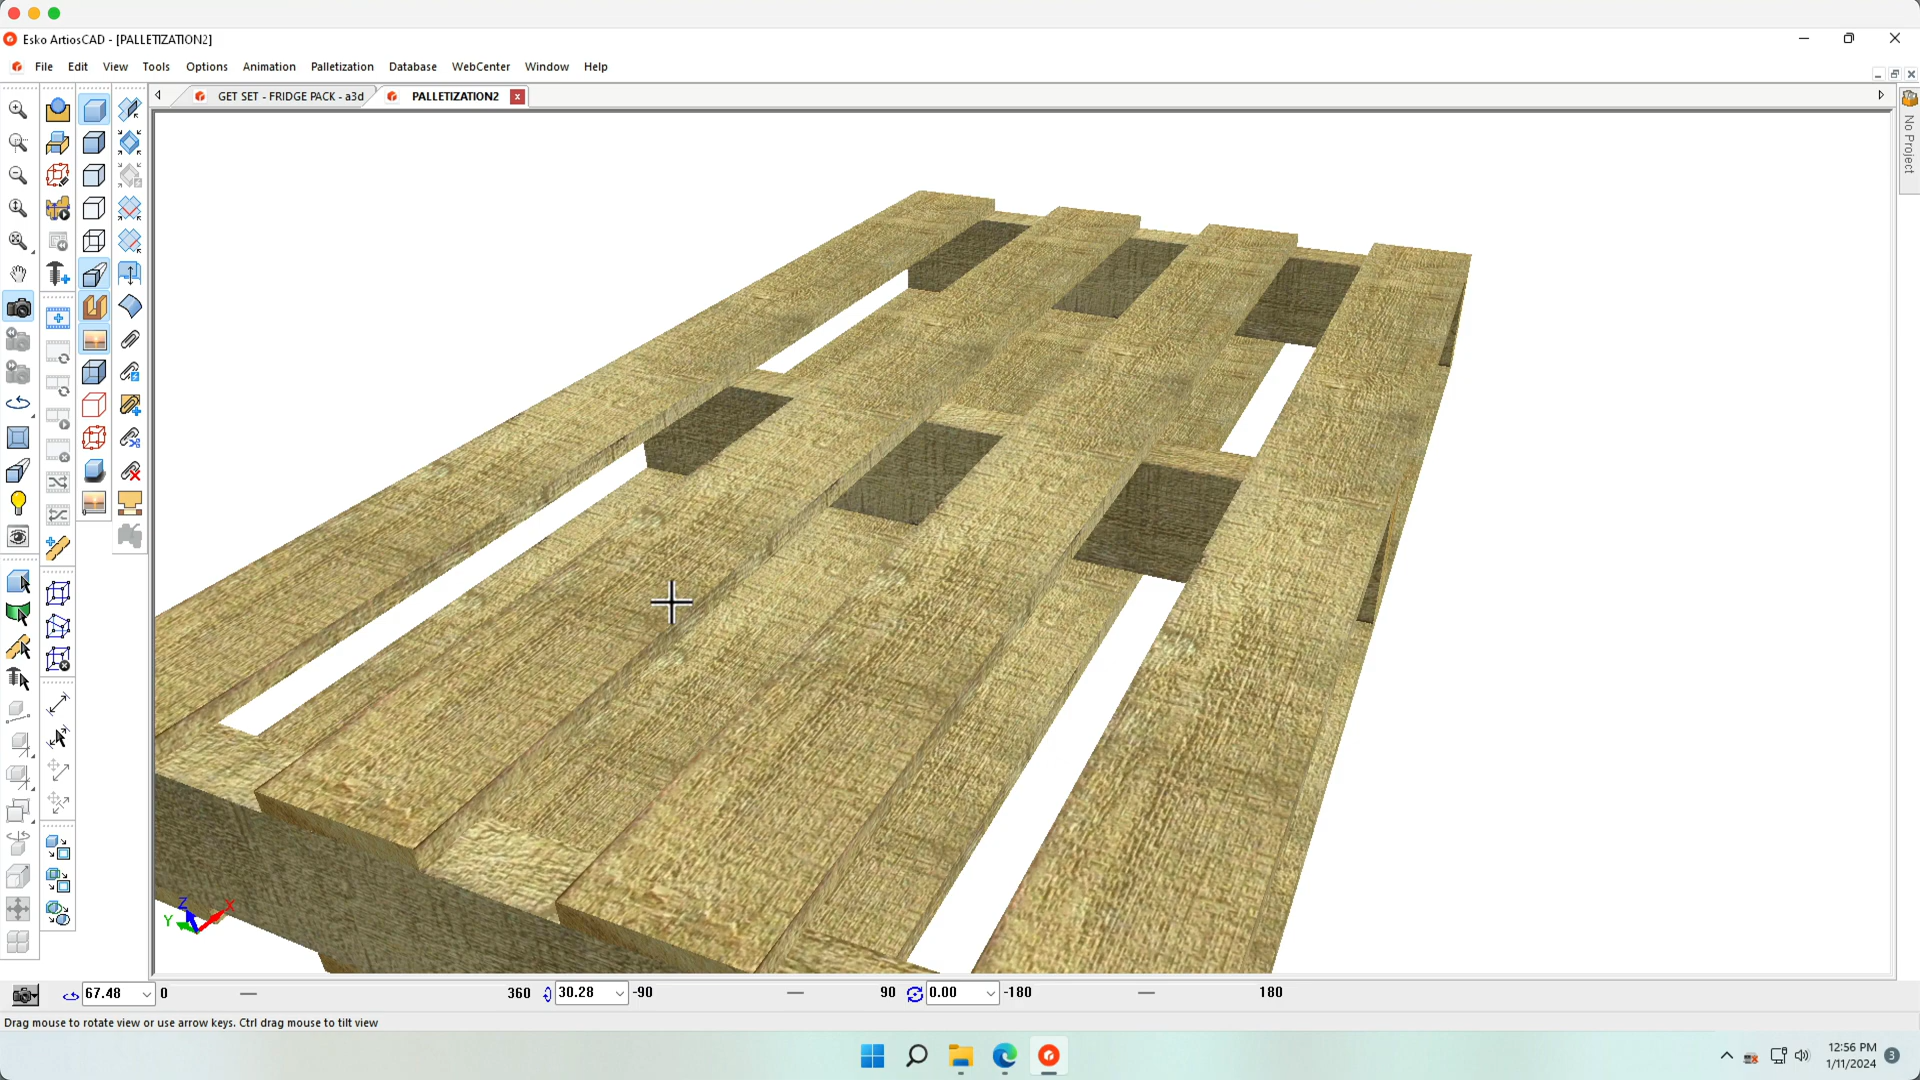 Esko ArtiosCAD - [PALLETIZATION2]
File Edit View Tools Options Animation Palletization Database WebCenter Window Help
GET SET - FRIDGE PACK - a3d PALLETIZATION2
No Project
Z X
Y
67.48 0 360 30.28 -90 90 0.00 -180 180
Drag mouse to rotate view or use arrow keys. Ctrl drag mouse to tilt view
12:56 PM
1/11/2024 3